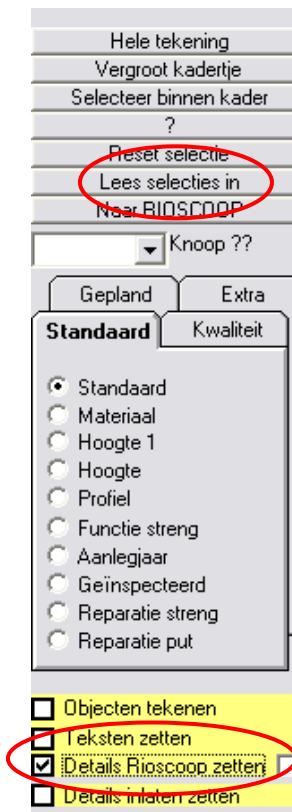 Hele tekening
Vergroot kadertje
Selecteer binnen kader
?
Reset selectie
Lees selecties in
Naar RIOSCOOP
Knoop ??
Gepland Extra
Standaard Kwaliteit
Standaard
Materiaal
Hoogte 1
Hoogte
Profiel
Functie streng
Aanlegjaar
Geïnspecteerd
Reparatie streng
Reparatie put
Objecten tekenen
Teksten zetten
Details Rioscoop zetten
Details inlaten zetten